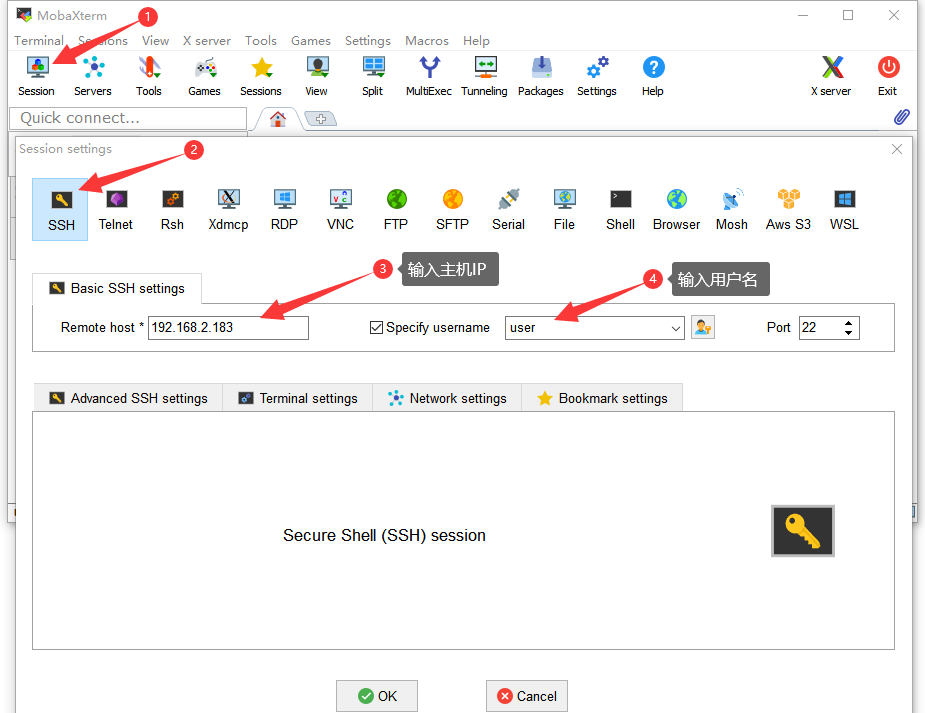 MobaXterm
1
Terminal Sessions View X server Tools Games Settings Macros Help
Session Servers Tools Games Sessions View Split MultiExec Tunneling Packages Settings Help X server Exit
Quick connect...
Session settings
2
SSH Telnet Rsh Xdmcp RDP VNC FTP SFTP Serial File Shell Browser Mosh Aws S3 WSL
3 输入主机IP
4 输入用户名
Basic SSH settings
Remote host * 192.168.2.183 Specify username user Port 22
Advanced SSH settings Terminal settings Network settings Bookmark settings
Secure Shell (SSH) session
OK Cancel